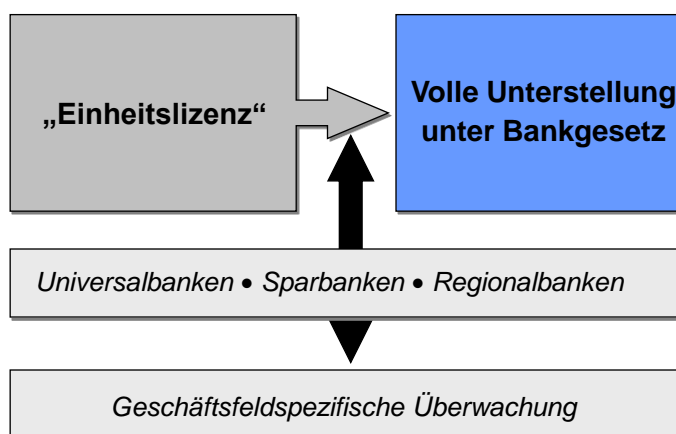 „Einheitslizenz“
Volle Unterstellung
unter Bankgesetz
Universalbanken • Sparbanken • Regionalbanken
Geschäftsfeldspezifische Überwachung